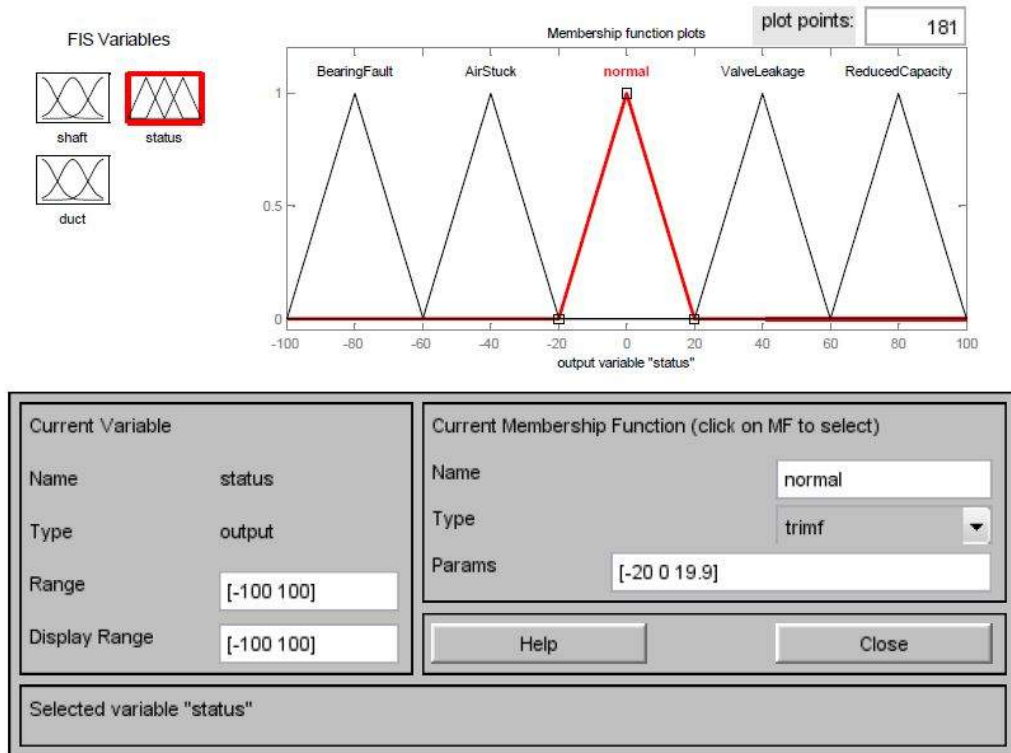 plot points: 181
FIS Variables
Membership function plots
BearingFault AirStuck normal ValveLeakage ReducedCapacity
1
shaft status
0.5
duct
0
-100 -80 -60 -40 -20 0 20 40 60 80 100
output variable "status"
Current Variable
Name status
Type output
Range [-100 100]
Display Range [-100 100]
Current Membership Function (click on MF to select)
Name normal
Type trimf
Params [-20 0 19.9]
Help Close
Selected variable "status"